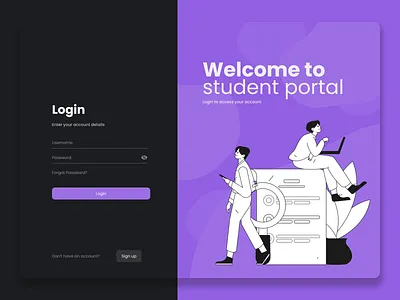 Login
Enter your account details
Username
Password
Forgot Password?
Login
Don't have an account?
Sign up
Welcome to
student portal
Login to access your account